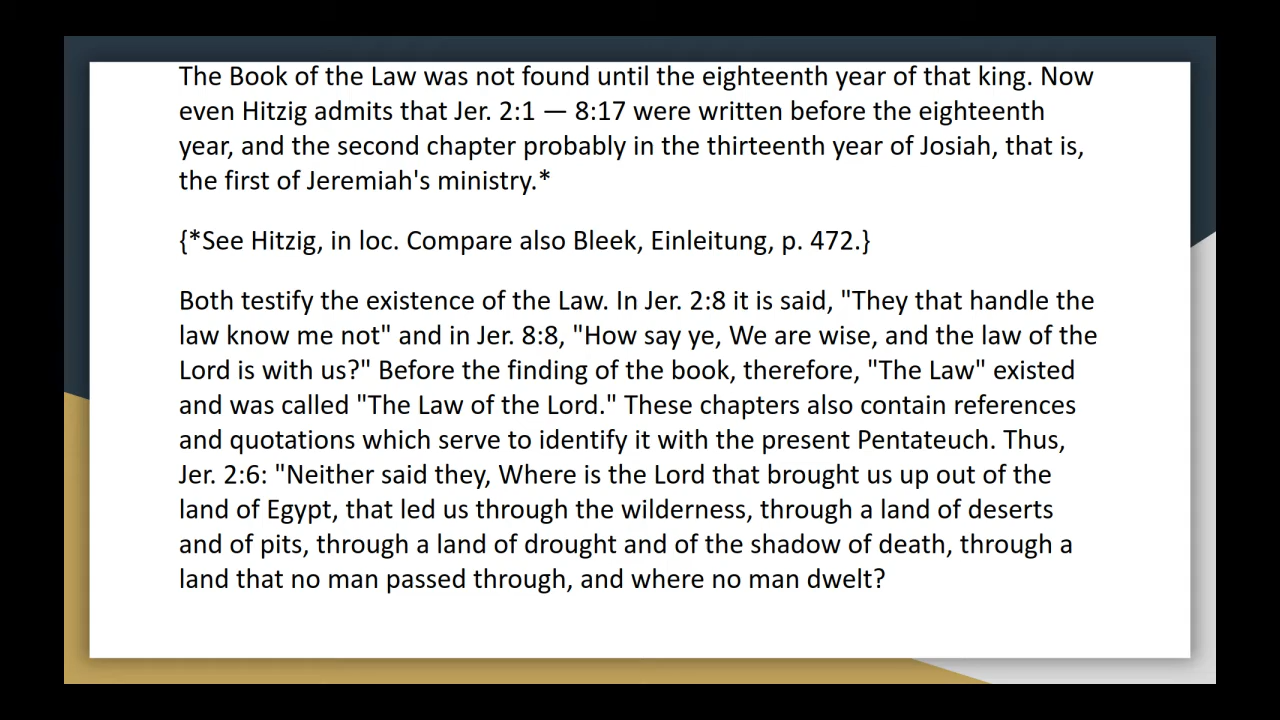 The Book of the Law was not found until the eighteenth year of that king. Now
even Hitzig admits that Jer. 2:1 — 8:17 were written before the eighteenth
year, and the second chapter probably in the thirteenth year of Josiah, that is,
the first of Jeremiah's ministry.*
{*See Hitzig, in loc. Compare also Bleek, Einleitung, p. 472.}
Both testify the existence of the Law. In Jer. 2:8 it is said, "They that handle the
law know me not" and in Jer. 8:8, "How say ye, We are wise, and the law of the
Lord is with us?" Before the finding of the book, therefore, "The Law" existed
and was called "The Law of the Lord." These chapters also contain references
and quotations which serve to identify it with the present Pentateuch. Thus,
Jer. 2:6: "Neither said they, Where is the Lord that brought us up out of the
land of Egypt, that led us through the wilderness, through a land of deserts
and of pits, through a land of drought and of the shadow of death, through a
land that no man passed through, and where no man dwelt?